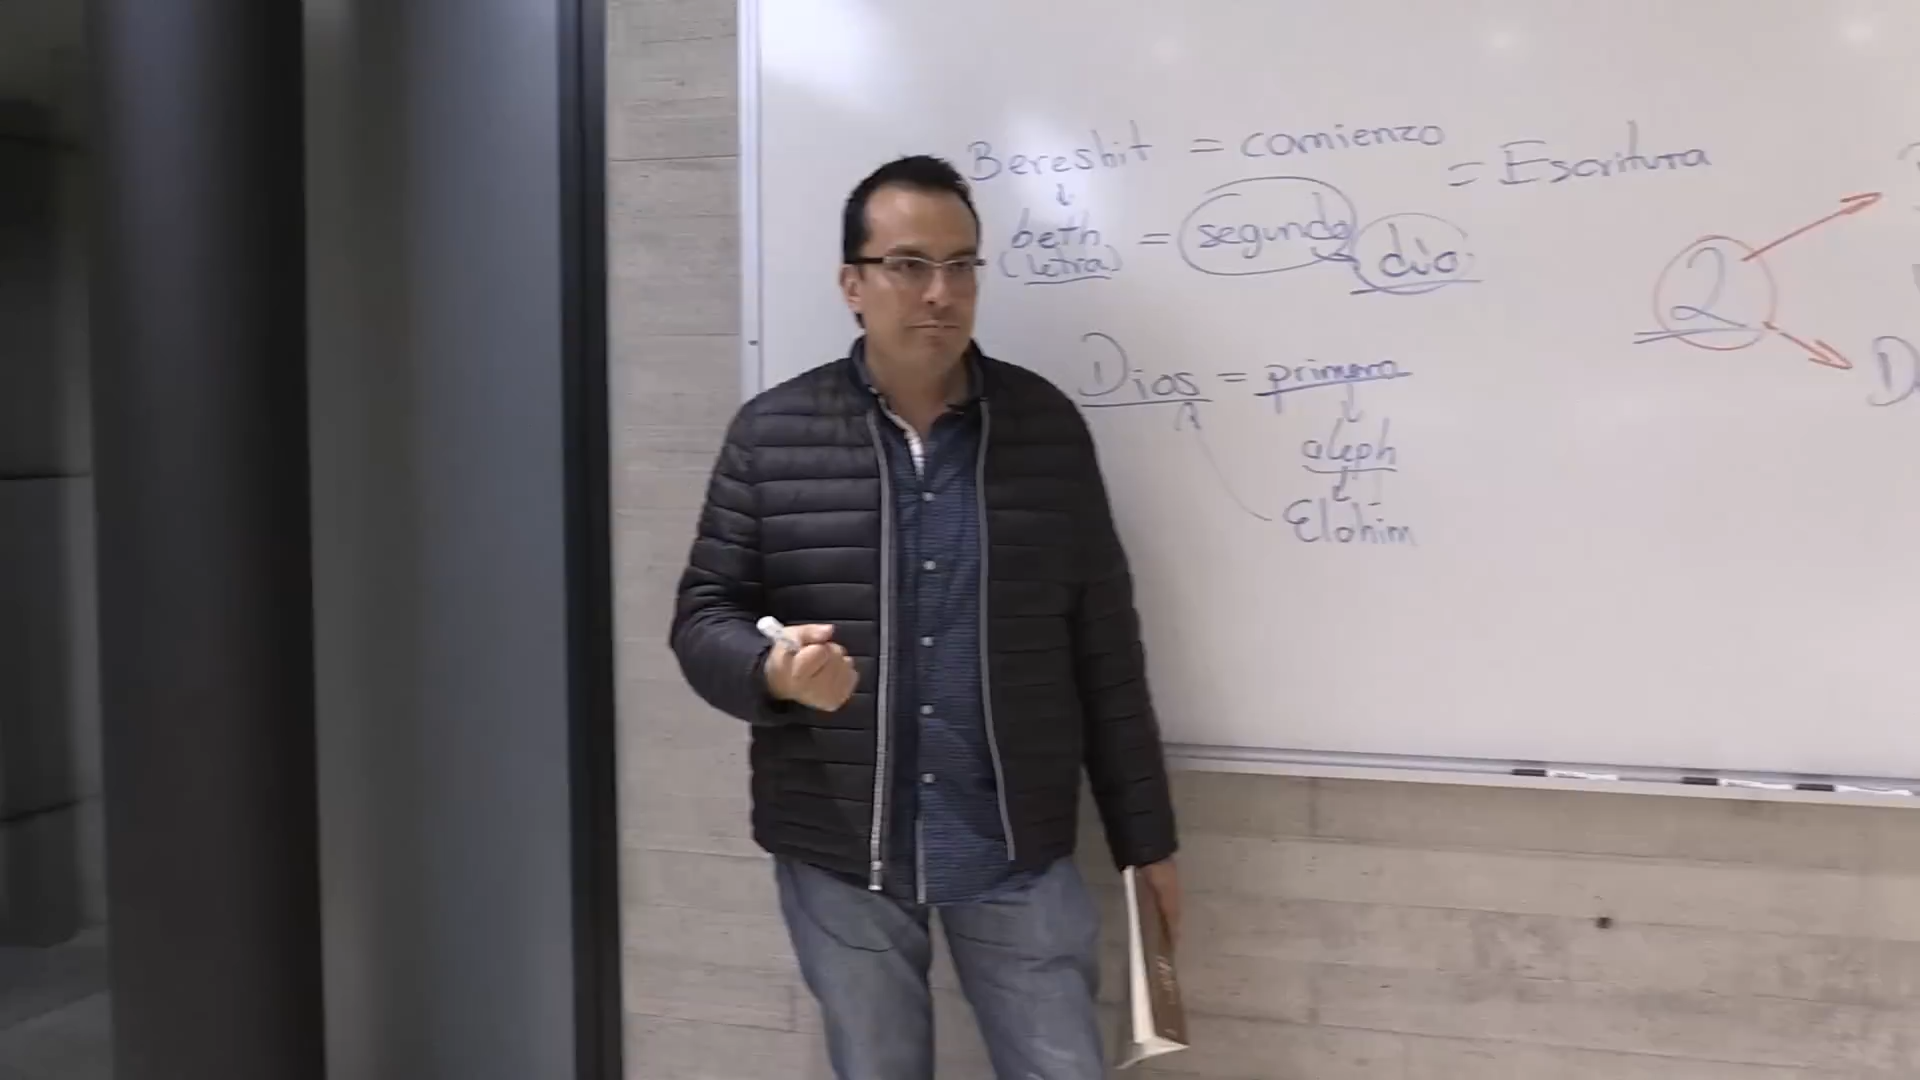 Bereshit = comienzo
= Escritura
beth = segunda dio
(letra)
2
Dios = primera
aleph
Elohim